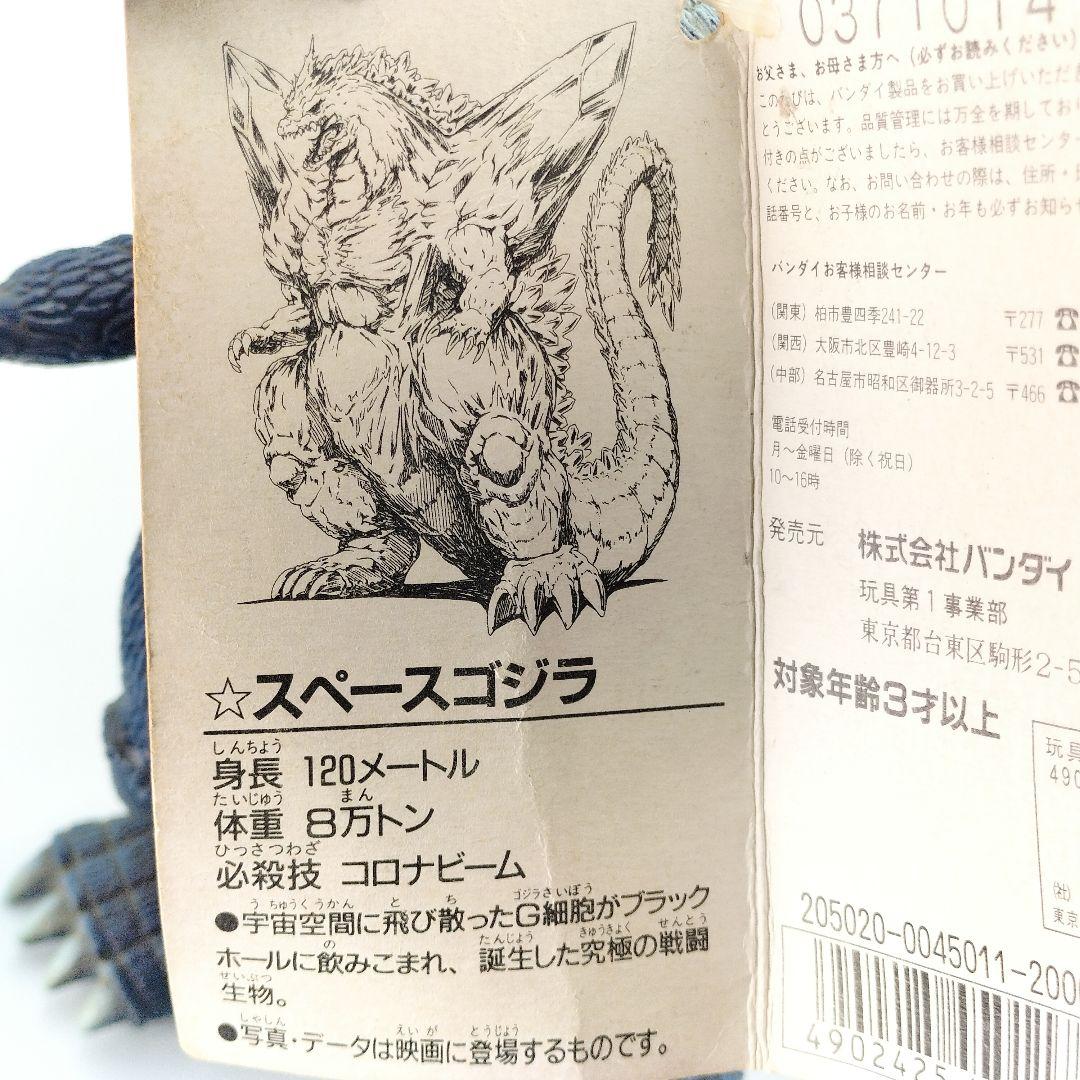 ☆スペースゴジラ
しんちょう
身長 120メートル
たいじゅう まん
体重 8万トン
ひっさつわざ
必殺技 コロナビーム
うちゅうくうかん と ち ゴジラさいぼう
●宇宙空間に飛び散ったG細胞がブラック
の たんじょう きゅうきょく せんとう
ホールに飲みこまれ、誕生した究極の戦闘
せいぶつ
生物。
しゃしん えいが とうじょう
●写真・データは映画に登場するものです。
0371014
お父さま、お母さま方へ(必ずお読みください)
このたびは、バンダイ製品をお買い上げいただき
とうございます。品質管理には万全を期しており
付きの点がございましたら、お客様相談センター
ください。なお、お問い合わせの際は、住所・
話番号と、お子様のお名前・お年も必ずお知らせ
バンダイお客様相談センター
(関東) 柏市豊四季241-22 〒277 ☎
(関西) 大阪市北区豊崎4-12-3 〒531 ☎
(中部) 名古屋市昭和区御器所3-2-5 〒466 ☎
電話受付時間
月〜金曜日(除く祝日)
10〜16時
発売元 株式会社バンダイ
玩具第1事業部
東京都台東区駒形2-5
対象年齢3才以上
玩具
490
(社)
東京
205020-0045011-200
4902425